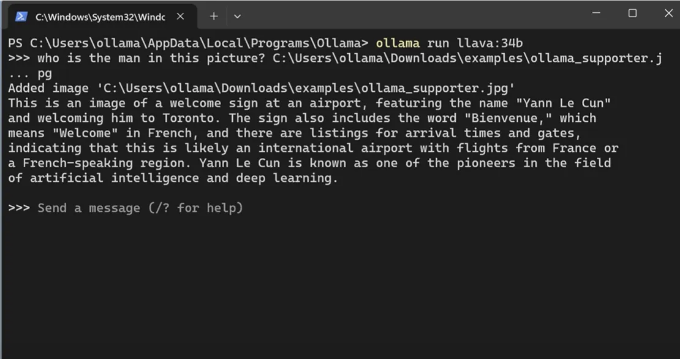 C:\Windows\System32\Windc
PS C:\Users\ollama\AppData\Local\Programs\Ollama> ollama run llava:34b
>>> who is the man in this picture? C:\Users\ollama\Downloads\examples\ollama_supporter.j
... pg
Added image 'C:\Users\ollama\Downloads\examples\ollama_supporter.jpg'
This is an image of a welcome sign at an airport, featuring the name "Yann Le Cun"
and welcoming him to Toronto. The sign also includes the word "Bienvenue," which
means "Welcome" in French, and there are listings for arrival times and gates,
indicating that this is likely an international airport with flights from France or
a French-speaking region. Yann Le Cun is known as one of the pioneers in the field
of artificial intelligence and deep learning.
>>> Send a message (/? for help)